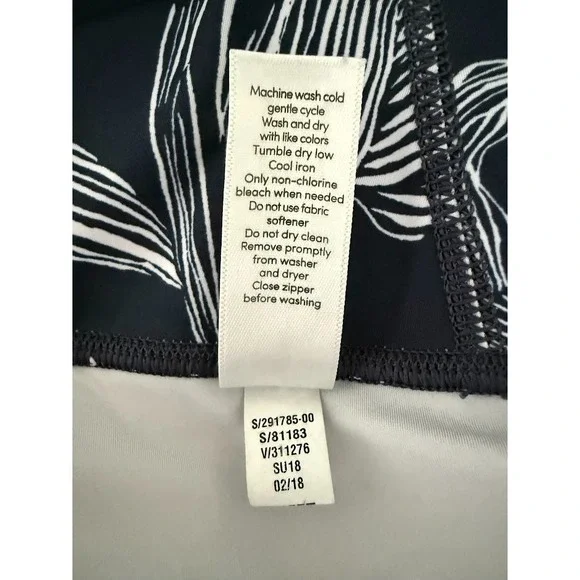 Machine wash cold
gentle cycle
Wash and dry
with like colors
Tumble dry low
Cool iron
Only non-chlorine
bleach when needed
Do not use fabric
softener
Do not dry clean
Remove promptly
from washer
and dryer
Close zipper
before washing
S/291785-00
S/81183
V/311276
SU18
02/18